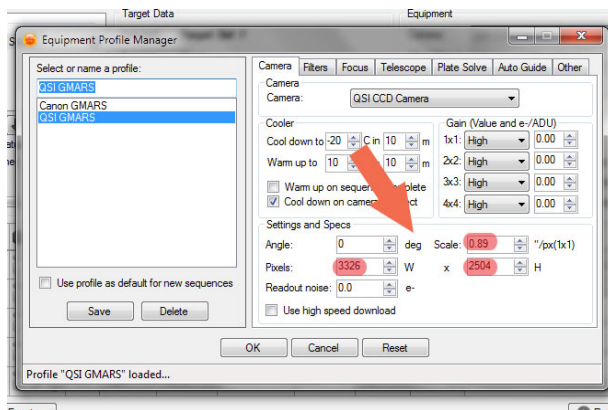 Target Data Equipment
Equipment Profile Manager
Select or name a profile:
QSI GMARS
Canon GMARS
QSI GMARS
Use profile as default for new sequences
Save Delete
Camera Filters Focus Telescope Plate Solve Auto Guide Other
Camera
Camera: QSI CCD Camera
Cooler
Cool down to -20 C in 10 m
Warm up to 10 10 m
Warm up on
Cool down on camera
Gain (Value and e-/ADU)
1x1: High 0.00
2x2: High 0.00
3x3: High 0.00
4x4: High 0.00
Settings and Specs
Angle: 0 deg Scale: 0.89 "/px(1x1)
Pixels: 3326 W x 2504 H
Readout noise: 0.0 e-
Use high speed download
OK Cancel Reset
Profile "QSI GMARS" loaded...